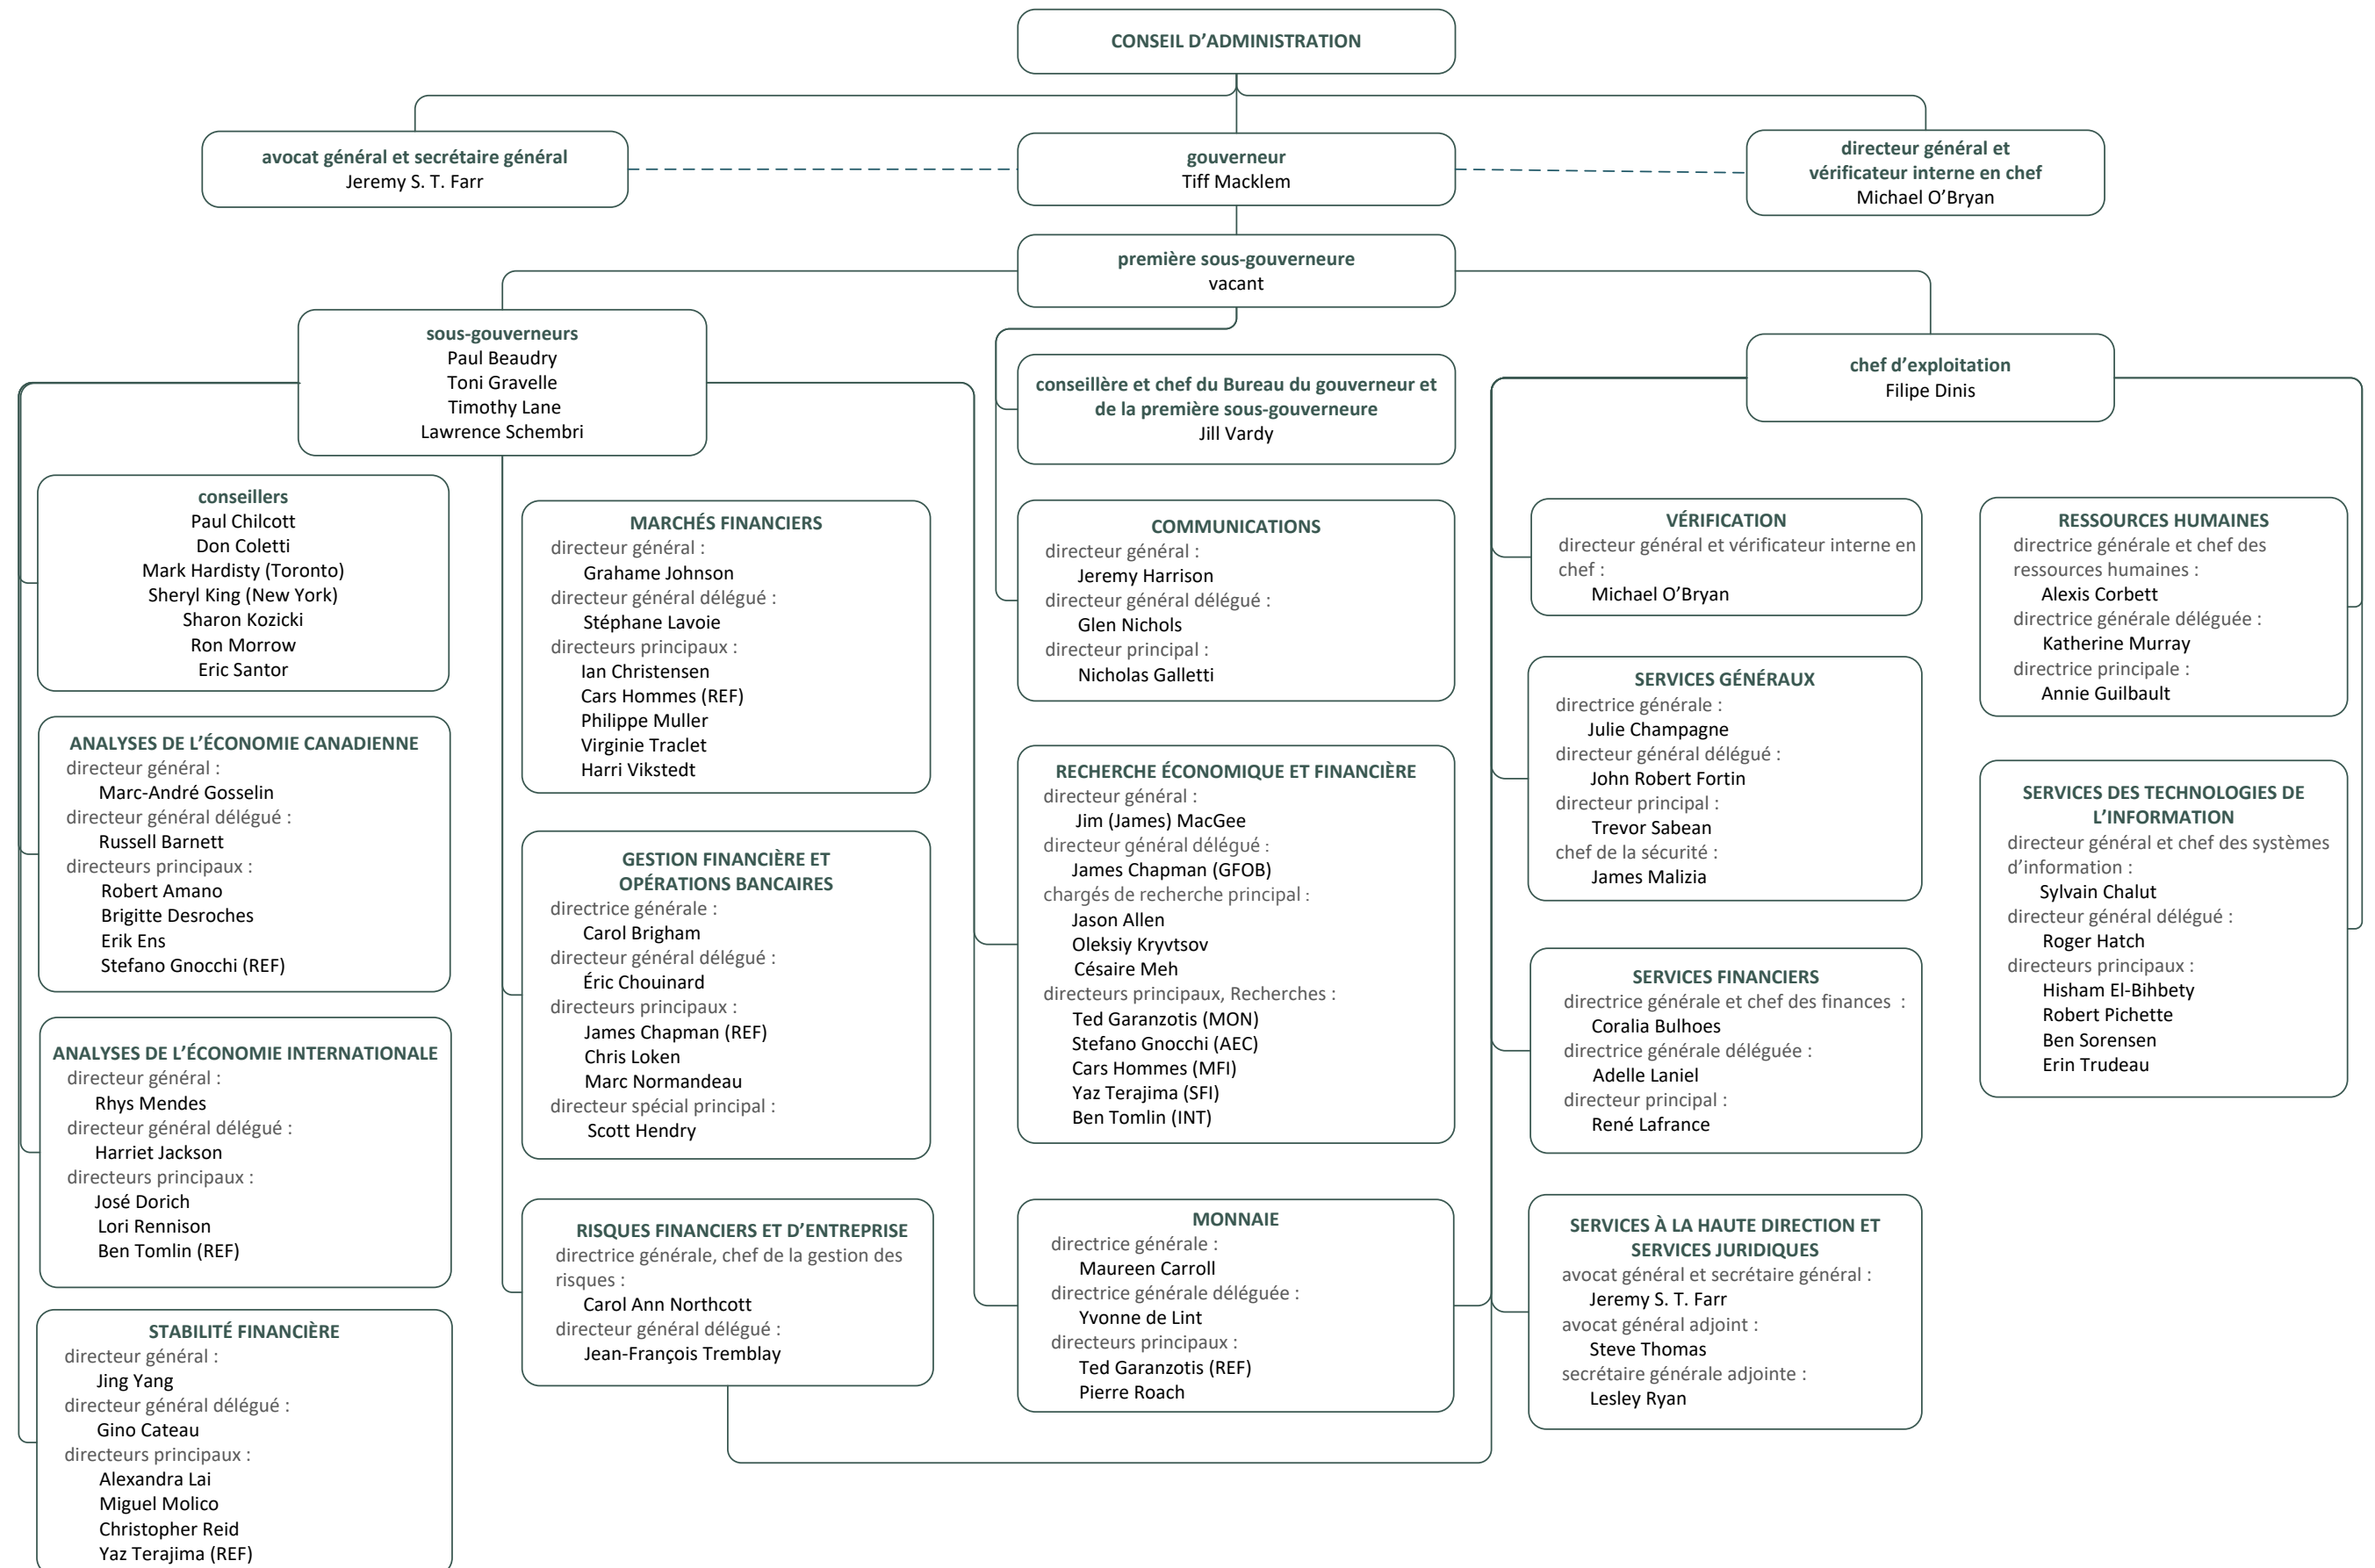 CONSEIL D’ADMINISTRATION
avocat général et secrétaire général
Jeremy S. T. Farr
gouverneur
Tiff Macklem
directeur général et
vérificateur interne en chef
Michael O’Bryan
première sous-gouverneure
vacant
sous-gouverneurs
Paul Beaudry
Toni Gravelle
Timothy Lane
Lawrence Schembri
conseillère et chef du Bureau du gouverneur et
de la première sous-gouverneure
Jill Vardy
chef d’exploitation
Filipe Dinis
conseillers
Paul Chilcott
Don Coletti
Mark Hardisty (Toronto)
Sheryl King (New York)
Sharon Kozicki
Ron Morrow
Eric Santor
ANALYSES DE L’ÉCONOMIE CANADIENNE
directeur général :
Marc-André Gosselin
directeur général délégué :
Russell Barnett
directeurs principaux :
Robert Amano
Brigitte Desroches
Erik Ens
Stefano Gnocchi (REF)
ANALYSES DE L’ÉCONOMIE INTERNATIONALE
directeur général :
Rhys Mendes
directeur général délégué :
Harriet Jackson
directeurs principaux :
José Dorich
Lori Rennison
Ben Tomlin (REF)
STABILITÉ FINANCIÈRE
directeur général :
Jing Yang
directeur général délégué :
Gino Cateau
directeurs principaux :
Alexandra Lai
Miguel Molico
Christopher Reid
Yaz Terajima (REF)
MARCHÉS FINANCIERS
directeur général :
Grahame Johnson
directeur général délégué :
Stéphane Lavoie
directeurs principaux :
Ian Christensen
Cars Hommes (REF)
Philippe Muller
Virginie Traclet
Harri Vikstedt
GESTION FINANCIÈRE ET
OPÉRATIONS BANCAIRES
directrice générale :
Carol Brigham
directeur général délégué :
Éric Chouinard
directeurs principaux :
James Chapman (REF)
Chris Loken
Marc Normandeau
directeur spécial principal :
Scott Hendry
RISQUES FINANCIERS ET D’ENTREPRISE
directrice générale, chef de la gestion des
risques :
Carol Ann Northcott
directeur général délégué :
Jean-François Tremblay
COMMUNICATIONS
directeur général :
Jeremy Harrison
directeur général délégué :
Glen Nichols
directeur principal :
Nicholas Galletti
RECHERCHE ÉCONOMIQUE ET FINANCIÈRE
directeur général :
Jim (James) MacGee
directeur général délégué :
James Chapman (GFOB)
chargés de recherche principal :
Jason Allen
Oleksiy Kryvtsov
Césaire Meh
directeurs principaux, Recherches :
Ted Garanzotis (MON)
Stefano Gnocchi (AEC)
Cars Hommes (MFI)
Yaz Terajima (SFI)
Ben Tomlin (INT)
MONNAIE
directrice générale :
Maureen Carroll
directrice générale déléguée :
Yvonne de Lint
directeurs principaux :
Ted Garanzotis (REF)
Pierre Roach
VÉRIFICATION
directeur général et vérificateur interne en
chef :
Michael O’Bryan
SERVICES GÉNÉRAUX
directrice générale :
Julie Champagne
directeur général délégué :
John Robert Fortin
directeur principal :
Trevor Sabean
chef de la sécurité :
James Malizia
SERVICES FINANCIERS
directrice générale et chef des finances :
Coralia Bulhoes
directrice générale déléguée :
Adelle Laniel
directeur principal :
René Lafrance
SERVICES À LA HAUTE DIRECTION ET
SERVICES JURIDIQUES
avocat général et secrétaire général :
Jeremy S. T. Farr
avocat général adjoint :
Steve Thomas
secrétaire générale adjointe :
Lesley Ryan
RESSOURCES HUMAINES
directrice générale et chef des
ressources humaines :
Alexis Corbett
directrice générale déléguée :
Katherine Murray
directrice principale :
Annie Guilbault
SERVICES DES TECHNOLOGIES DE
L’INFORMATION
directeur général et chef des systèmes
d’information :
Sylvain Chalut
directeur général délégué :
Roger Hatch
directeurs principaux :
Hisham El-Bihbety
Robert Pichette
Ben Sorensen
Erin Trudeau